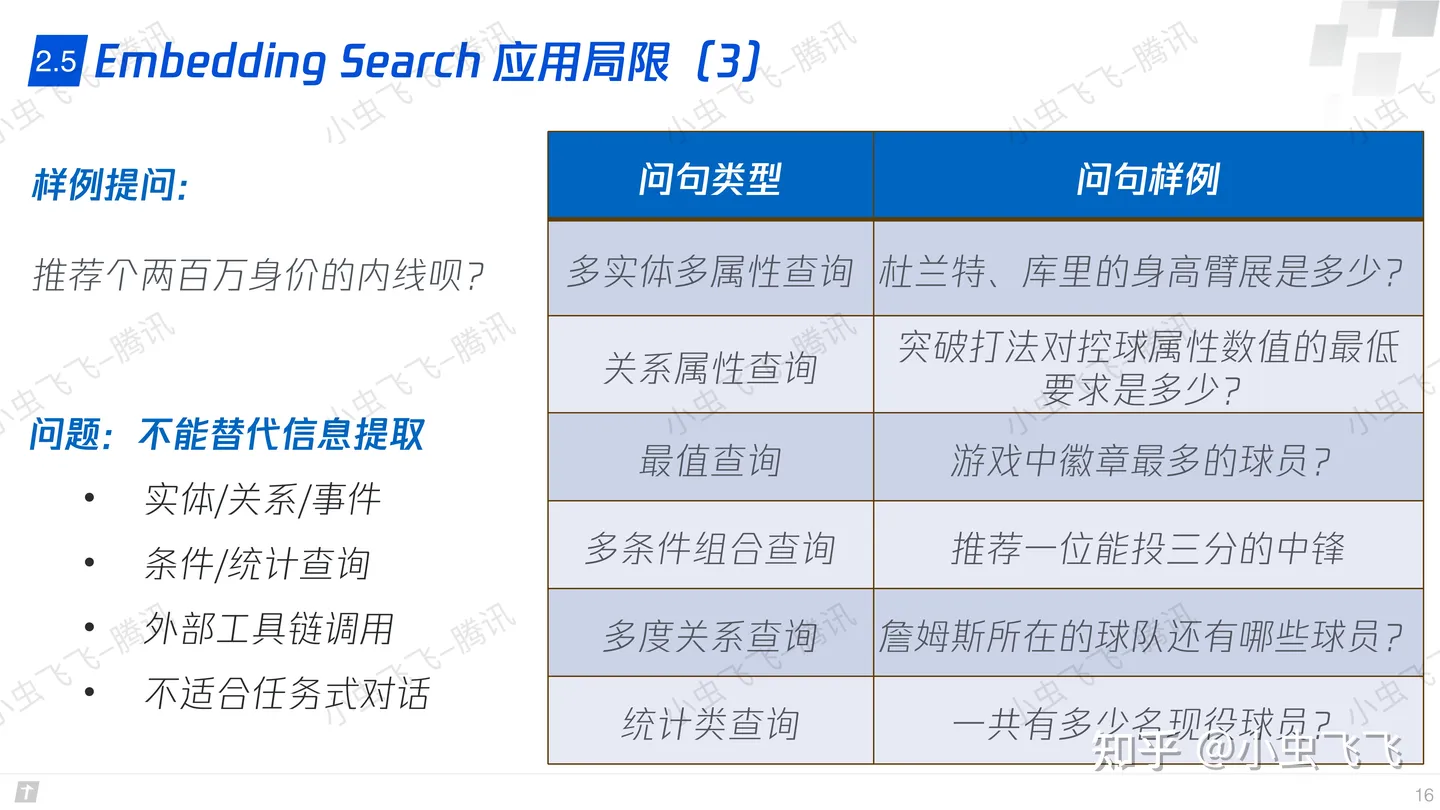 2.5 Embedding Search 应用局限（3）
样例提问：
推荐个两百万身价的内线呗？
问题： 不能替代信息提取
• 实体/关系/事件
• 条件/统计查询
• 外部工具链调用
• 不适合任务式对话
问句类型 问句样例
多实体多属性查询 杜兰特、库里的身高臂展是多少？
关系属性查询 突破打法对控球属性数值的最低
要求是多少？
最值查询 游戏中徽章最多的球员？
多条件组合查询 推荐一位能投三分的中锋
多度关系查询 詹姆斯所在的球队还有哪些球员？
统计类查询 一共有多少名现役球员？
知乎 @小虫飞飞
16
小虫飞飞–腾讯